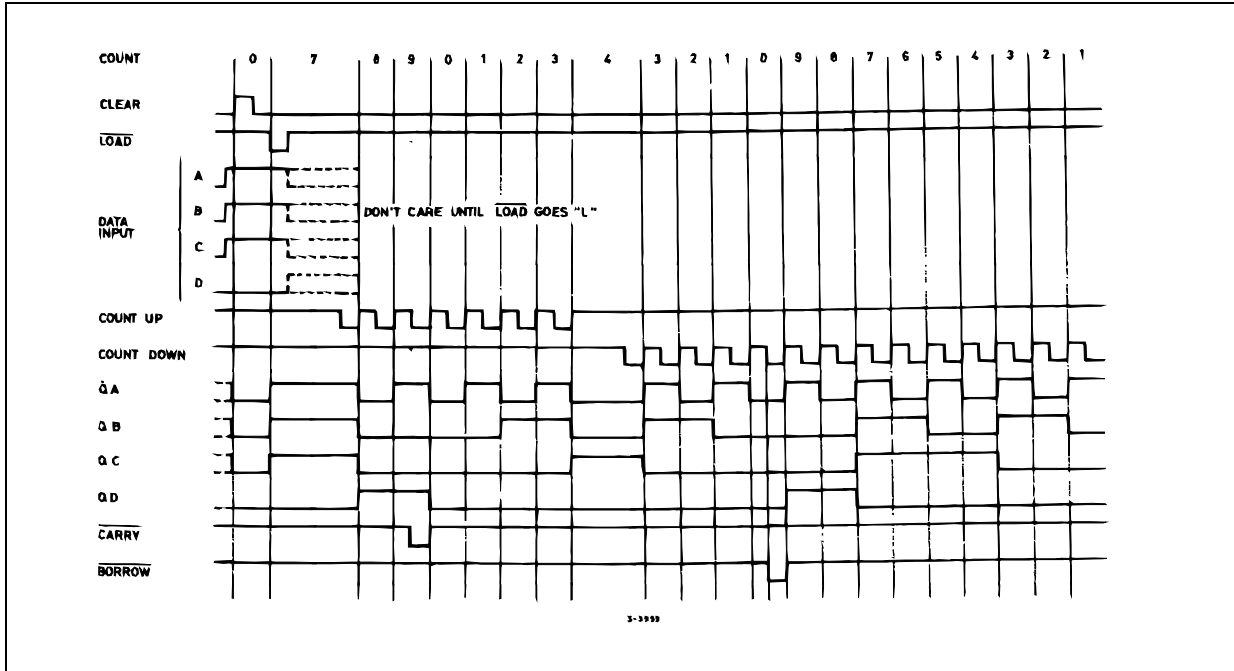 COUNT 0 7 8 9 0 1 2 3 4 3 2 1 0 9 8 7 6 5 4 3 2 1
CLEAR
LOAD
A
B
DATA
INPUT
C
D
DON'T CARE UNTIL LOAD GOES "L"
COUNT UP
COUNT DOWN
QA
QB
QC
QD
CARRY
BORROW
S-3999